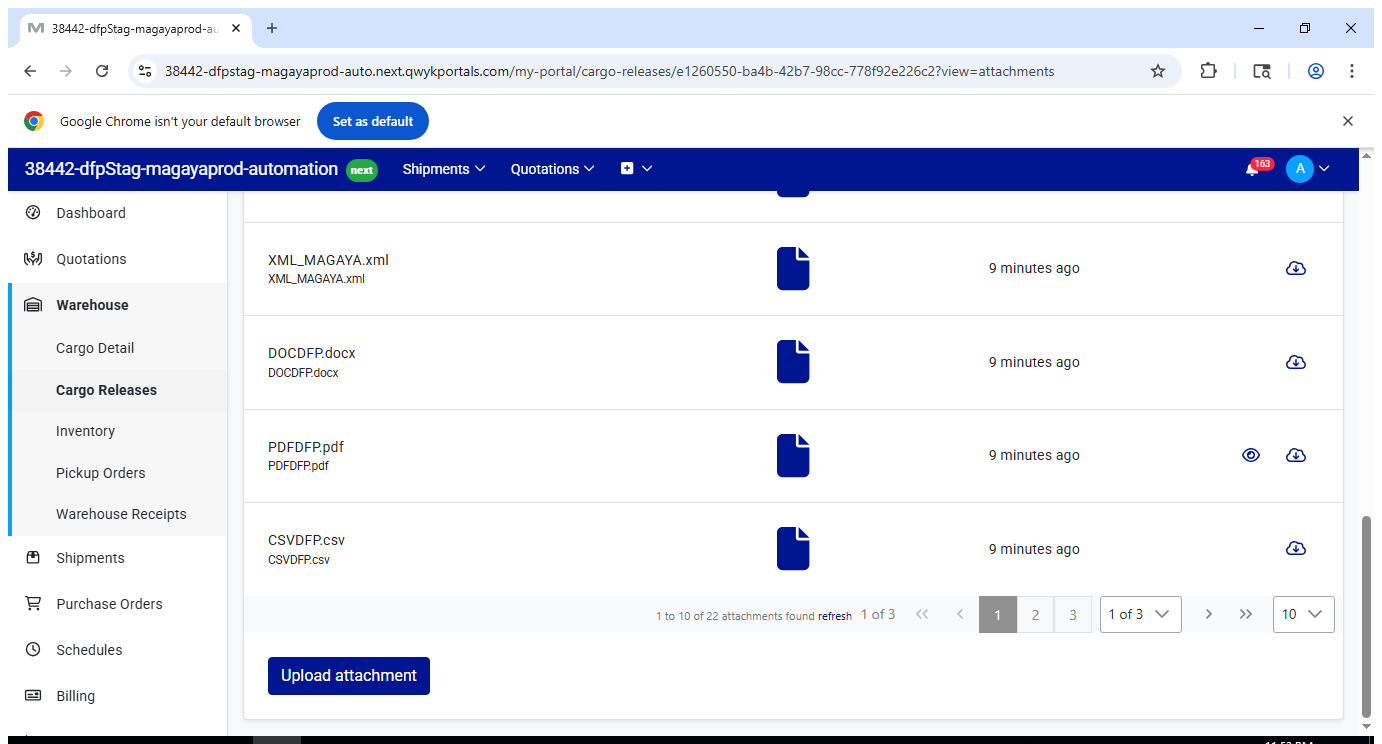 38442-dfpStag-magayaprod-au
38442-dfpstag-magayaprod-auto.next.qwykportals.com/my-portal/cargo-releases/e1260550-ba4b-42b7-98cc-778f92e226c2?view=attachments
Google Chrome isn't your default browser
Set as default
38442-dfpStag-magayaprod-automation next Shipments Quotations 163 A
Dashboard
Quotations
Warehouse
Cargo Detail
Cargo Releases
Inventory
Pickup Orders
Warehouse Receipts
Shipments
Purchase Orders
Schedules
Billing
XML_MAGAYA.xml
XML_MAGAYA.xml
9 minutes ago
DOCDFP.docx
DOCDFP.docx
9 minutes ago
PDFDFP.pdf
PDFDFP.pdf
9 minutes ago
CSVDFP.csv
CSVDFP.csv
9 minutes ago
1 to 10 of 22 attachments found refresh 1 of 3 1 2 3 1 of 3 10
Upload attachment